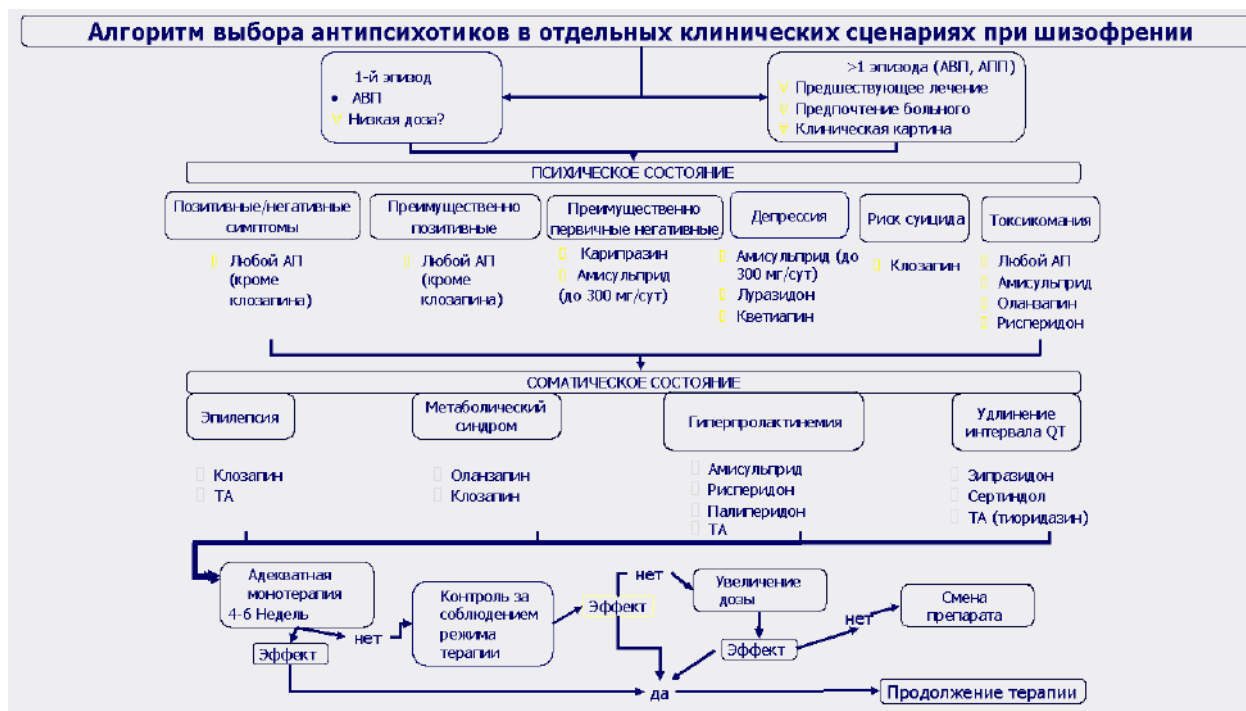 Алгоритм выбора антипсихотиков в отдельных клинических сценариях при шизофрении
1-й эпизод
• АВП
Низкая доза?
>1 эпизода (АВП, АПП)
Предшествующее лечение
Предпочтение больного
Клиническая картина
ПСИХИЧЕСКОЕ СОСТОЯНИЕ
Позитивные/негативные
симптомы
Любой АП
(кроме
клозапина)
Преимущественно
позитивные
Любой АП
(кроме
клозапина)
Преимущественно
первичные негативные
Карипразин
Амисульприд
(до 300 мг/сут)
Депрессия
Амисульприд (до
300 мг/сут)
Луразидон
Кветиапин
Риск суицида
Клозапин
Токсикомания
Любой АП
Амисульприд
Оланзапин
Рисперидон
СОМАТИЧЕСКОЕ СОСТОЯНИЕ
Эпилепсия
Клозапин
ТА
Метаболический
синдром
Оланзапин
Клозапин
Гиперпролактинемия
Амисульприд
Рисперидон
Палиперидон
ТА
Удлинение
интервала QT
Зипразидон
Сертиндол
ТА (тиоридазин)
Адекватная
монотерапия
4-6 Недель
Эффект
нет
Контроль за
соблюдением
режима
терапии
Эффект
нет
Увеличение
дозы
Эффект
нет
Смена
препарата
да
Продолжение терапии